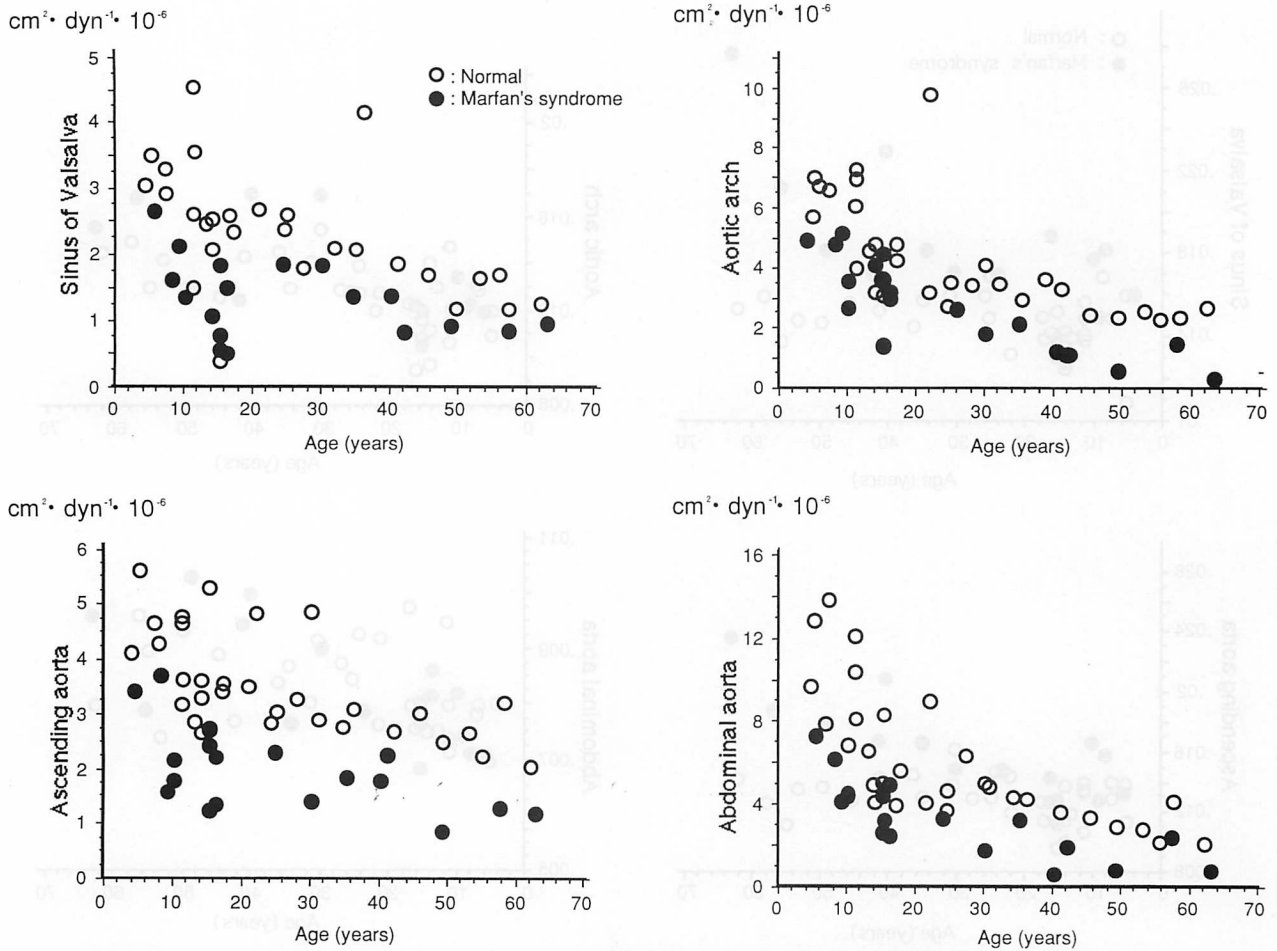 cm²• dyn⁻¹• 10⁻⁶
Sinus of Valsalva
5
4
3
2
1
0
○ : Normal
● : Marfan's syndrome
0 10 20 30 40 50 60 70
Age (years)
cm²• dyn⁻¹• 10⁻⁶
Aortic arch
10
8
6
4
2
0
0 10 20 30 40 50 60 70
Age (years)
cm²• dyn⁻¹• 10⁻⁶
Ascending aorta
6
5
4
3
2
1
0
0 10 20 30 40 50 60 70
Age (years)
cm²• dyn⁻¹• 10⁻⁶
Abdominal aorta
16
12
8
4
0
0 10 20 30 40 50 60 70
Age (years)